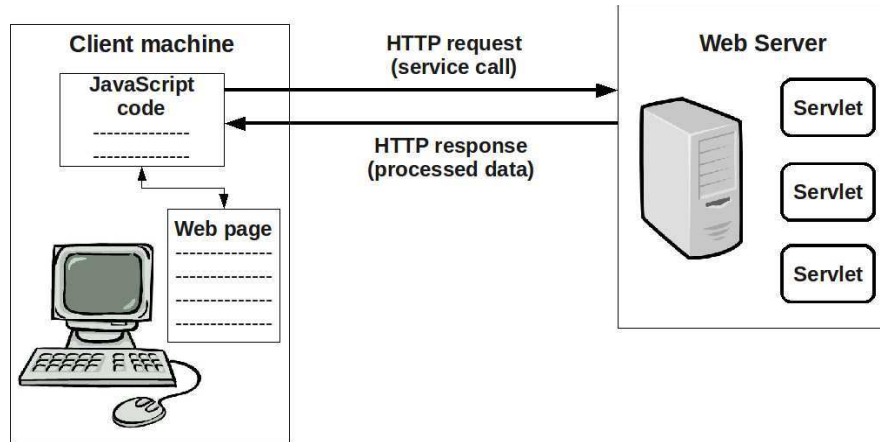 Client machine
JavaScript
code
Web page
HTTP request
(service call)
HTTP response
(processed data)
Web Server
Servlet
Servlet
Servlet